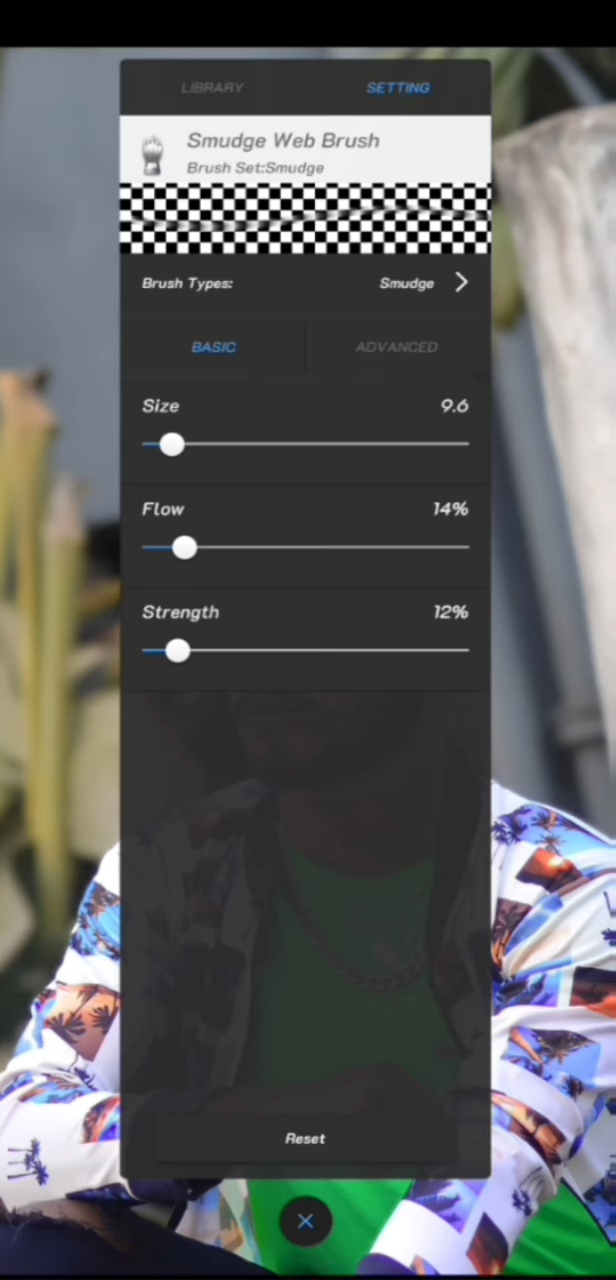 LIBRARY
SETTING
Smudge Web Brush
Brush Set:Smudge
Brush Types:
Smudge
BASIC
ADVANCED
Size
9.6
Flow
14%
Strength
12%
Reset